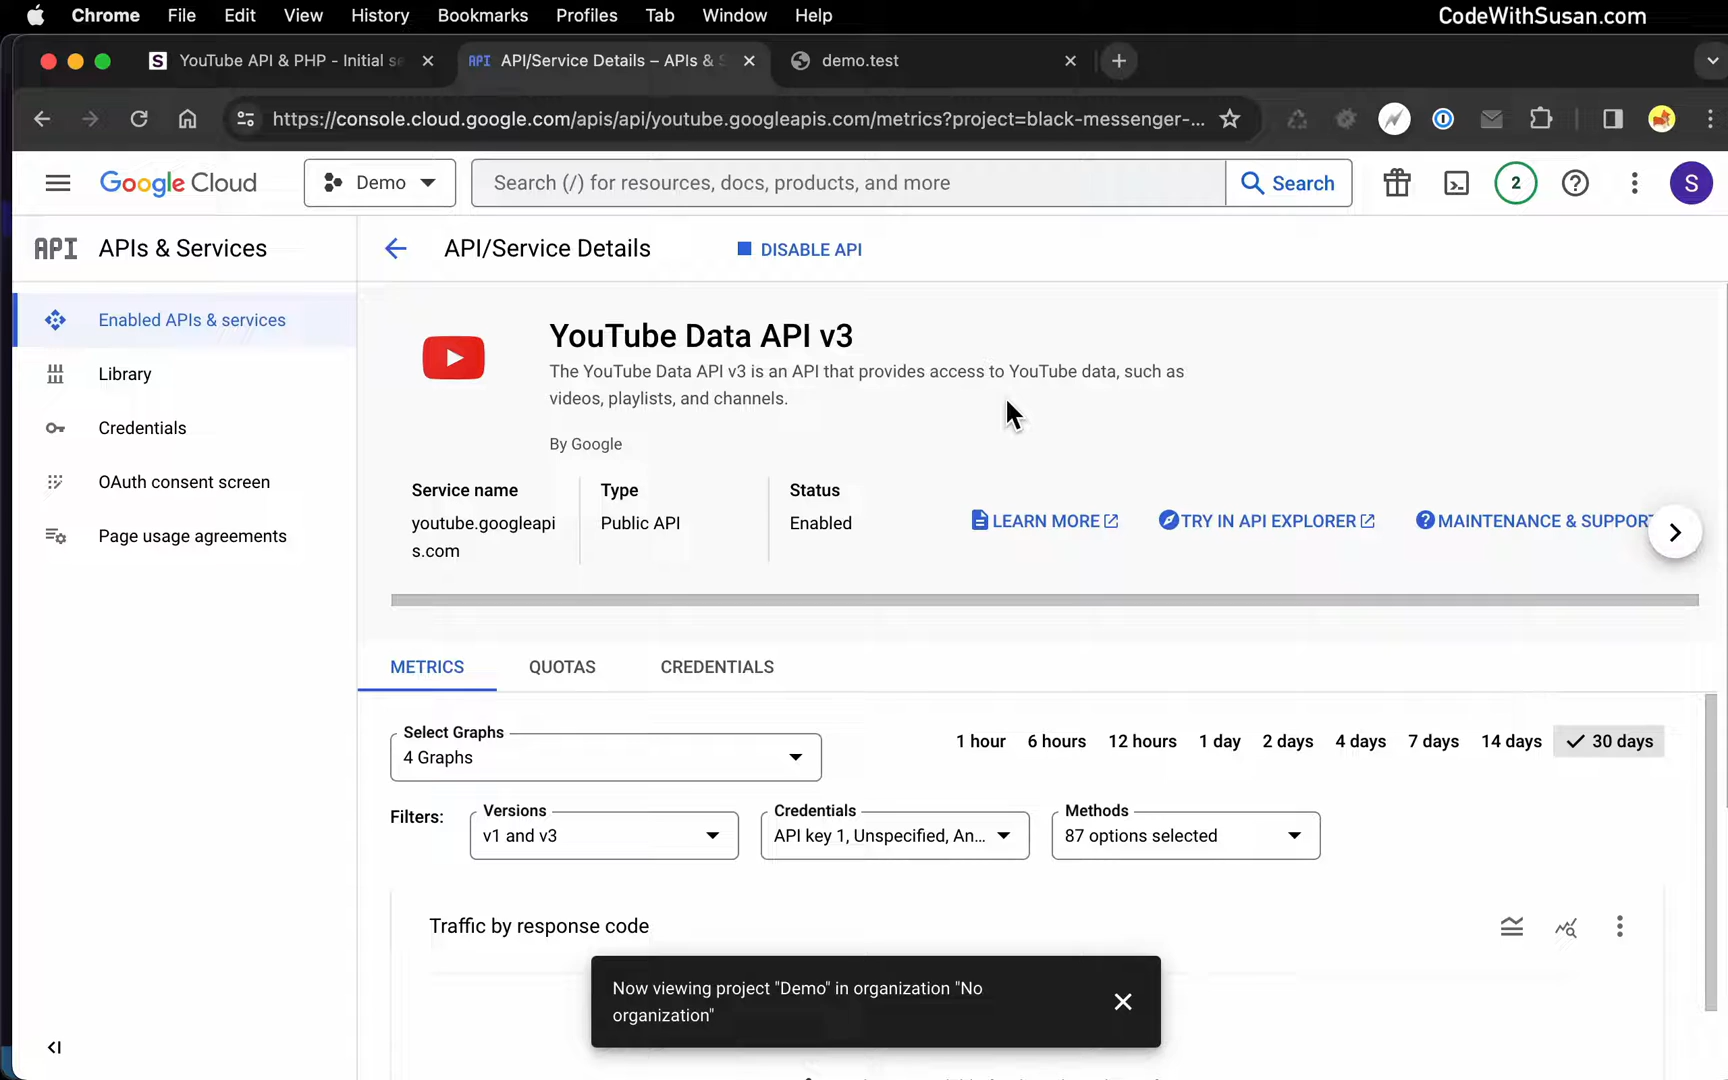 Chrome File Edit View History Bookmarks Profiles Tab Window Help CodeWithSusan.com
S YouTube API & PHP - Initial se API API/Service Details – APIs & S demo.test
https://console.cloud.google.com/apis/api/youtube.googleapis.com/metrics?project=black-messenger-...
Google Cloud Demo Search (/) for resources, docs, products, and more Search 2 S
API APIs & Services API/Service Details DISABLE API
Enabled APIs & services
Library
Credentials
OAuth consent screen
Page usage agreements
YouTube Data API v3
The YouTube Data API v3 is an API that provides access to YouTube data, such as
videos, playlists, and channels.
By Google
Service name Type Status
youtube.googleapi Public API Enabled LEARN MORE TRY IN API EXPLORER MAINTENANCE & SUPPORT
s.com
METRICS QUOTAS CREDENTIALS
Select Graphs
4 Graphs
1 hour 6 hours 12 hours 1 day 2 days 4 days 7 days 14 days 30 days
Filters:
Versions
v1 and v3
Credentials
API key 1, Unspecified, An...
Methods
87 options selected
Traffic by response code
Now viewing project "Demo" in organization "No
organization"